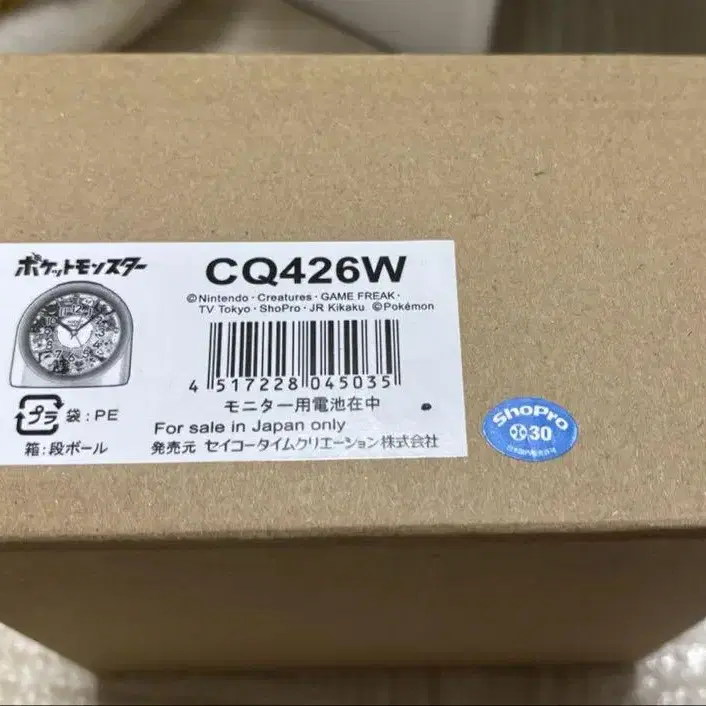 ポケットモンスター
CQ426W
©Nintendo・Creatures・GAME FREAK・
TV Tokyo・ShoPro・JR Kikaku ©Pokémon
4 517228 045035
モニター用電池在中
For sale in Japan only
発売元 セイコータイムクリエーション株式会社
プラ 袋:PE
箱:段ボール
ShoPro
30